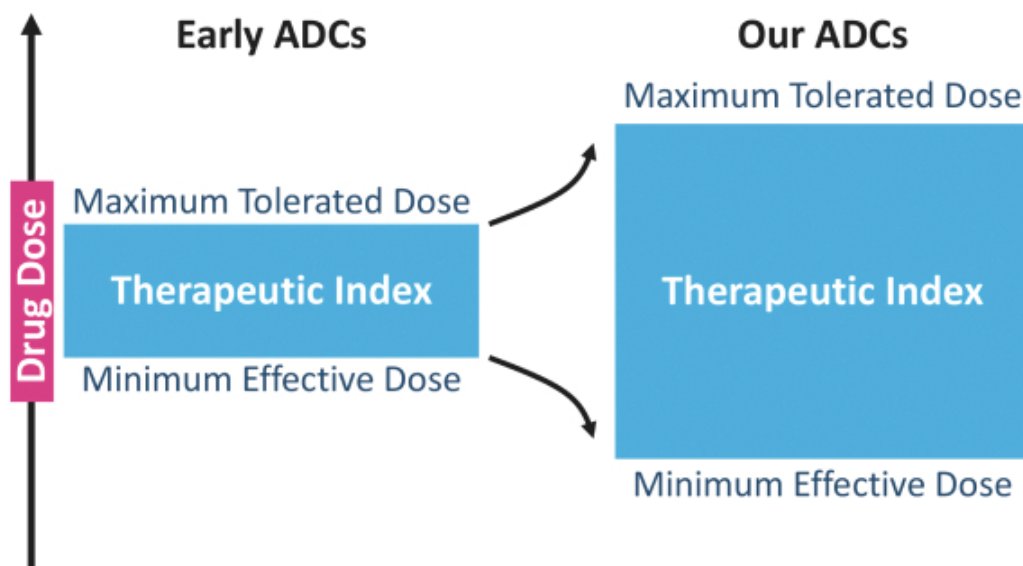 Early ADCs
Our ADCs
Maximum Tolerated Dose
Maximum Tolerated Dose
Drug Dose
Therapeutic Index
Therapeutic Index
Minimum Effective Dose
Minimum Effective Dose